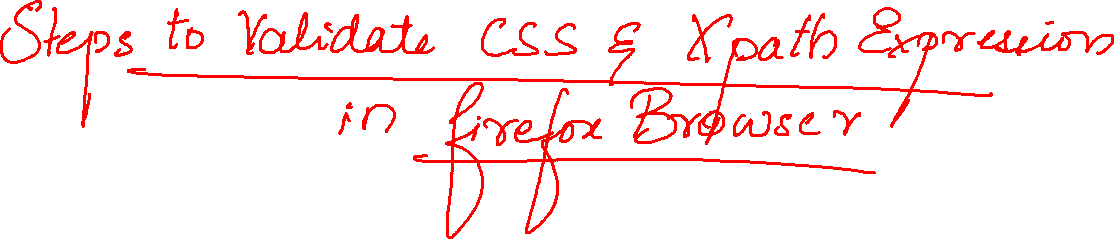 Steps to Validate CSS & Xpath Expression
in firefox Browser